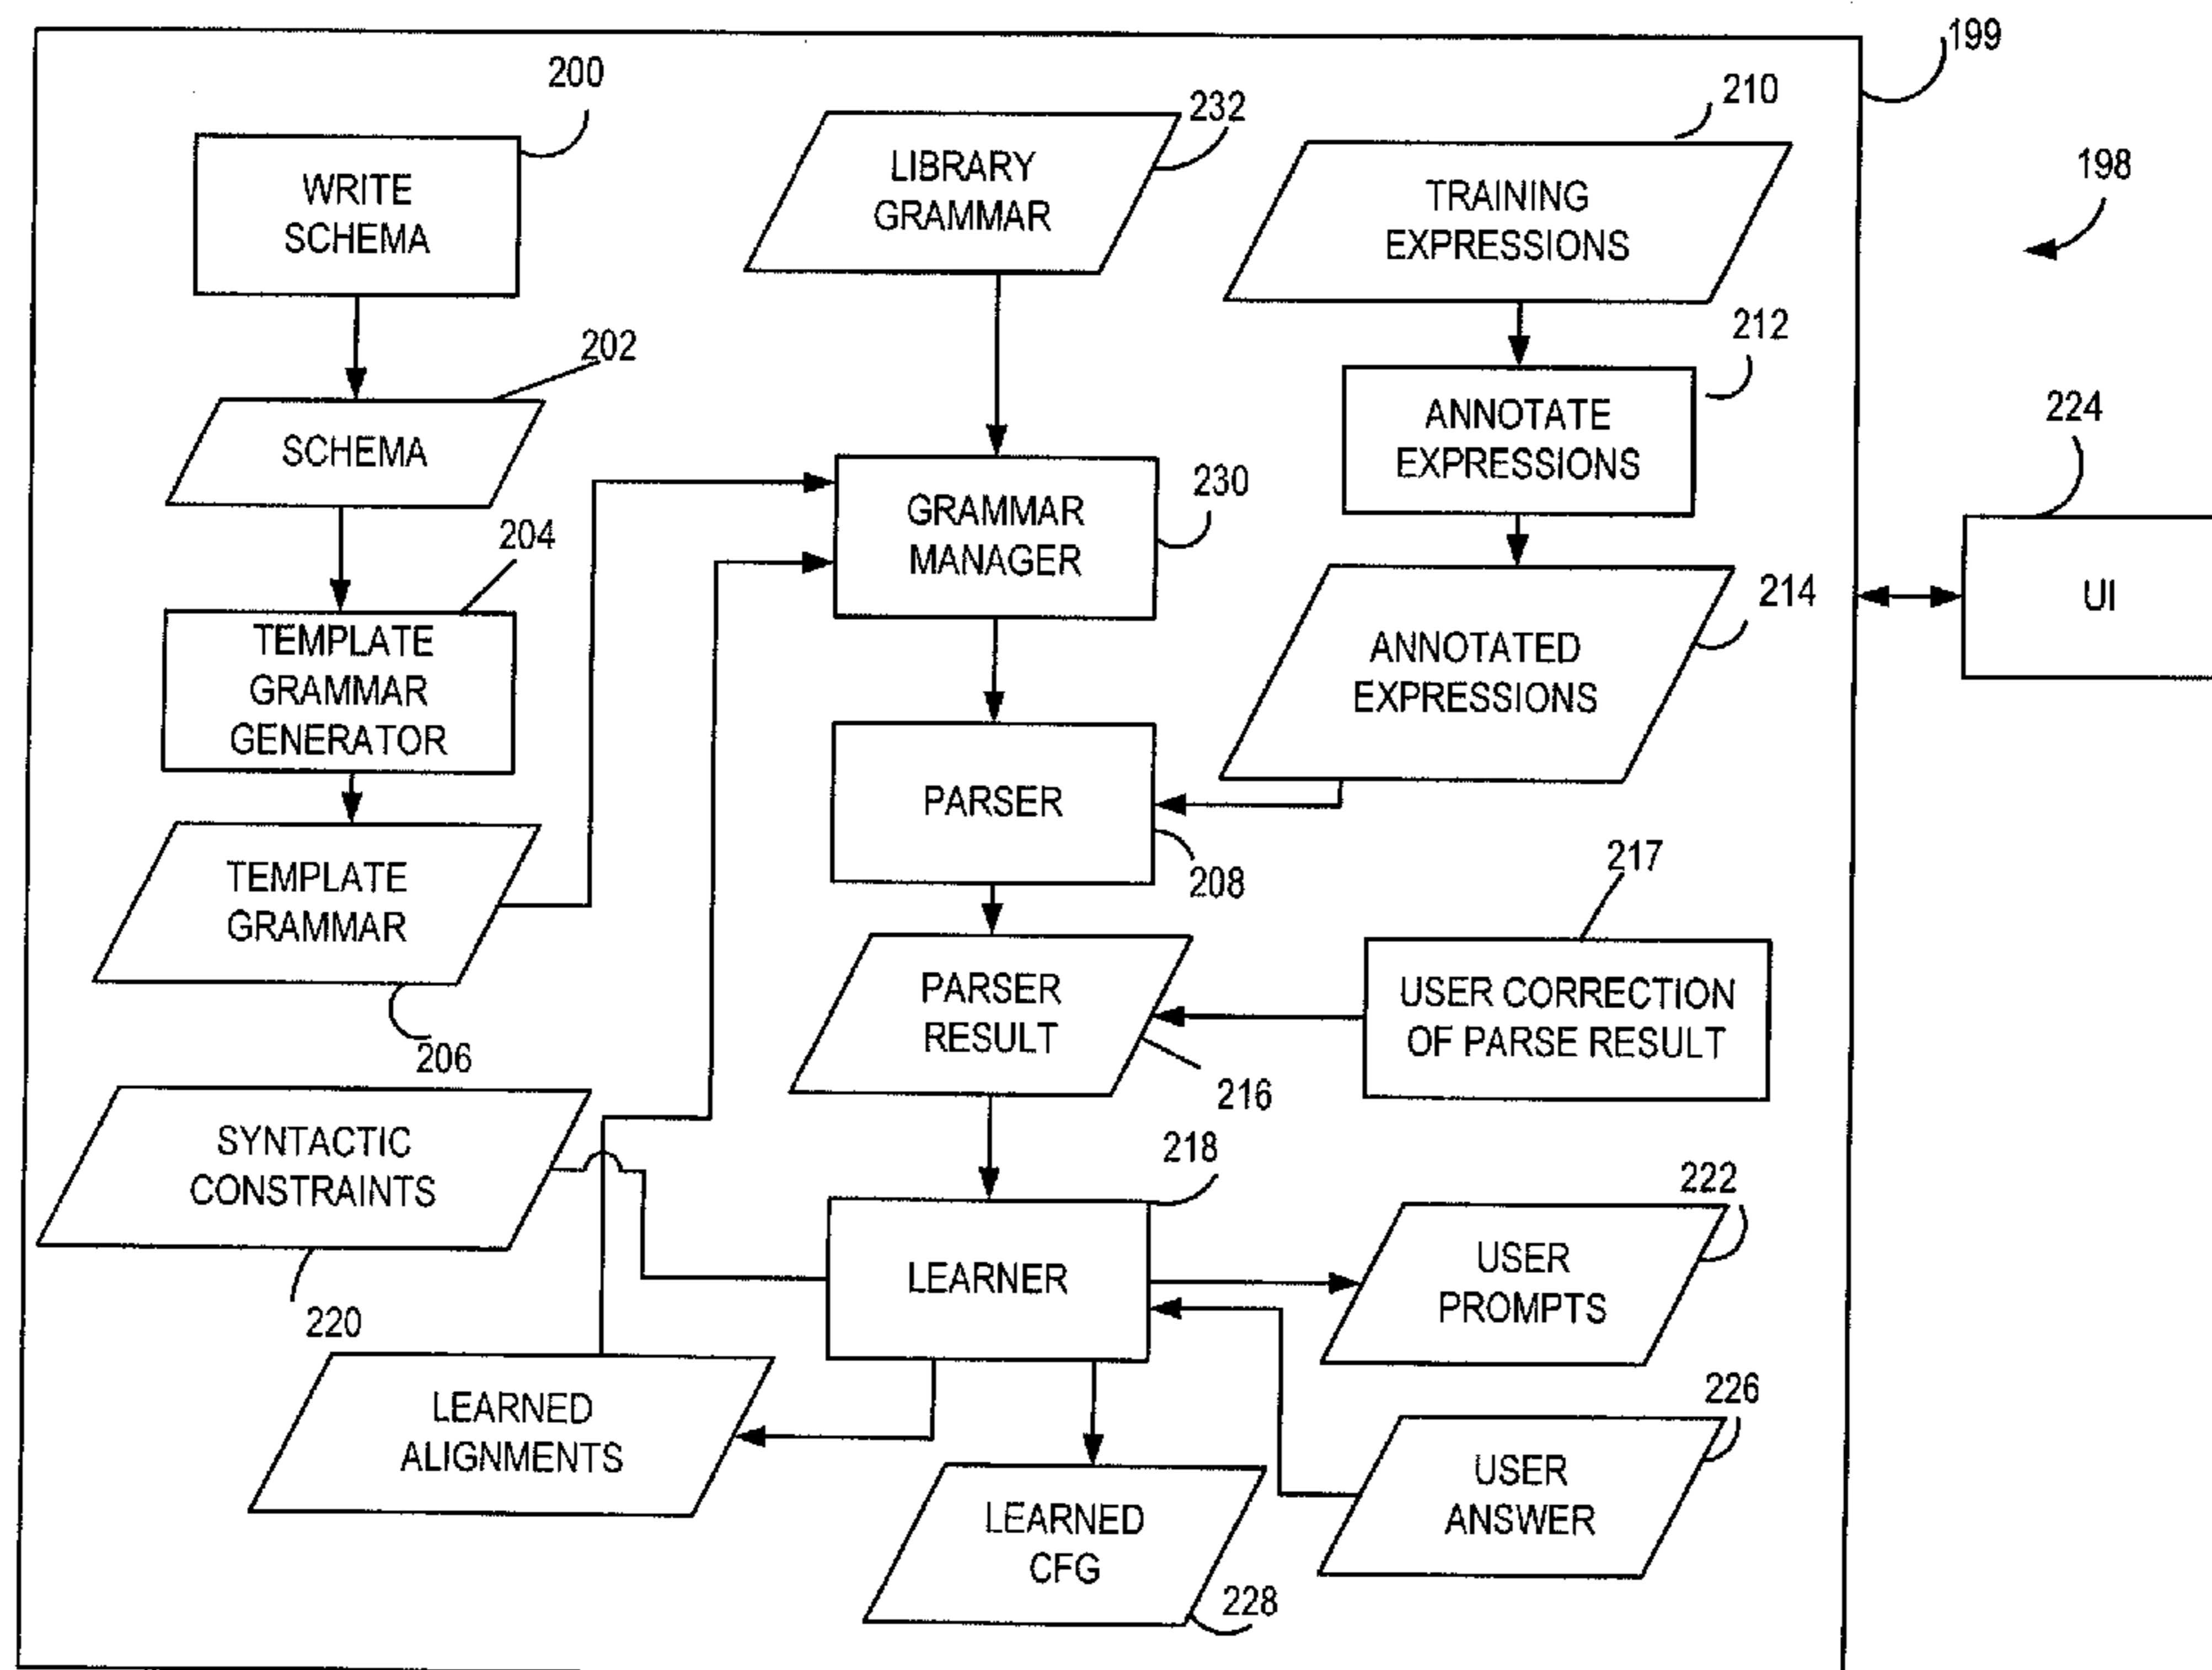 199
200
232
210
WRITE
SCHEMA
LIBRARY
GRAMMAR
TRAINING
EXPRESSIONS
198
202
212
SCHEMA
ANNOTATE
EXPRESSIONS
224
204
GRAMMAR
MANAGER
230
214
UI
TEMPLATE
GRAMMAR
GENERATOR
ANNOTATED
EXPRESSIONS
PARSER
208
217
TEMPLATE
GRAMMAR
206
PARSER
RESULT
216
USER CORRECTION
OF PARSE RESULT
SYNTACTIC
CONSTRAINTS
220
218
222
LEARNER
USER
PROMPTS
LEARNED
ALIGNMENTS
226
LEARNED
CFG
228
USER
ANSWER